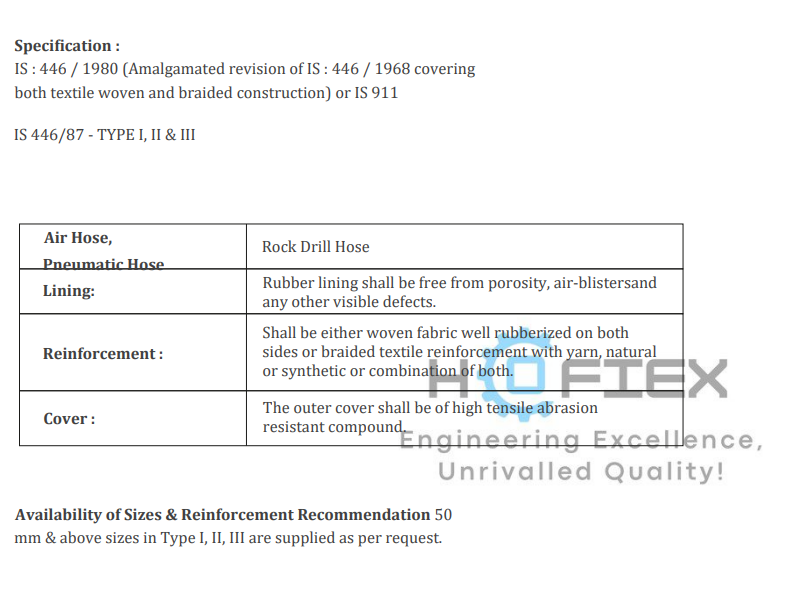 Specification :
IS : 446 / 1980 (Amalgamated revision of IS : 446 / 1968 covering
both textile woven and braided construction) or IS 911
IS 446/87 - TYPE I, II & III
Air Hose,
Pneumatic Hose
Rock Drill Hose
Lining:
Rubber lining shall be free from porosity, air-blistersand
any other visible defects.
Reinforcement :
Shall be either woven fabric well rubberized on both
sides or braided textile reinforcement with yarn, natural
or synthetic or combination of both.
Cover :
The outer cover shall be of high tensile abrasion
resistant compound.
HOFTEX
Engineering Excellence,
Unrivalled Quality!
Availability of Sizes & Reinforcement Recommendation 50
mm & above sizes in Type I, II, III are supplied as per request.